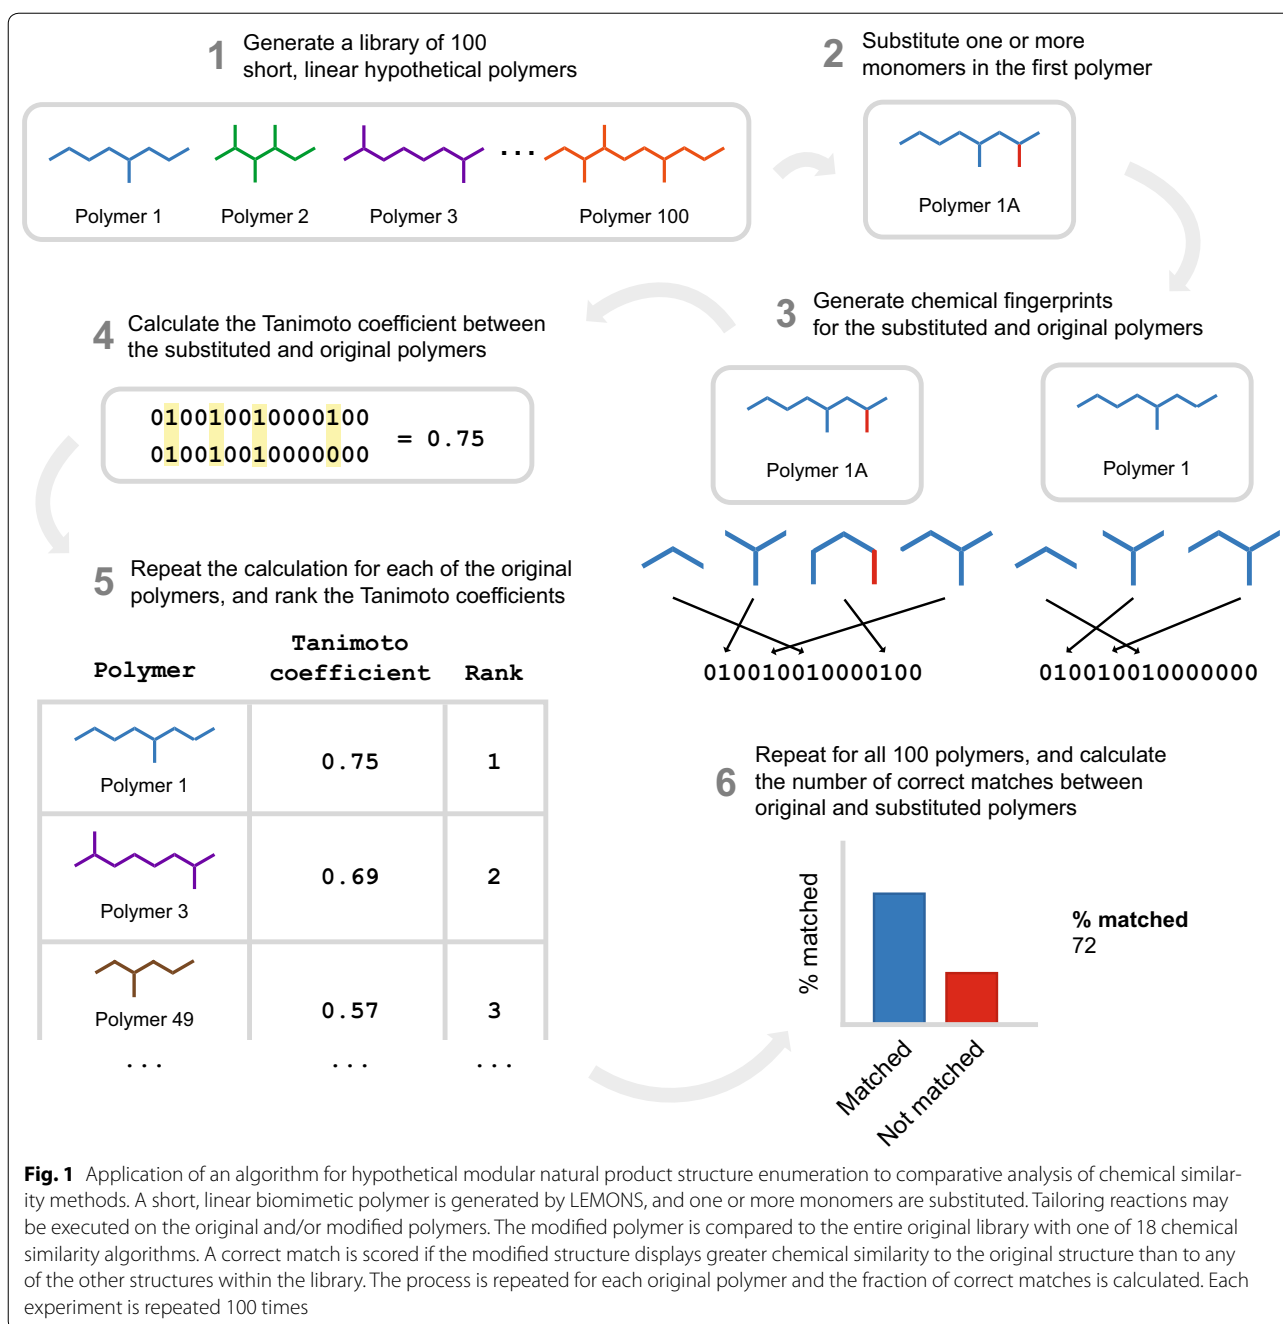 1
Generate a library of 100
short, linear hypothetical polymers
Polymer 1
Polymer 2
Polymer 3
...
Polymer 100
2
Substitute one or more
monomers in the first polymer
Polymer 1A
3
Generate chemical fingerprints
for the substituted and original polymers
Polymer 1A
Polymer 1
010010010000100
010010010000000
4
Calculate the Tanimoto coefficient between
the substituted and original polymers
010010010000100
010010010000000
= 0.75
5
Repeat the calculation for each of the original
polymers, and rank the Tanimoto coefficients
Polymer
Tanimoto
coefficient
Rank
Polymer 1
0.75
1
Polymer 3
0.69
2
Polymer 49
0.57
3
...
...
...
6
Repeat for all 100 polymers, and calculate
the number of correct matches between
original and substituted polymers
% matched
Matched
Not matched
% matched
72
Fig. 1 Application of an algorithm for hypothetical modular natural product structure enumeration to comparative analysis of chemical similar-
ity methods. A short, linear biomimetic polymer is generated by LEMONS, and one or more monomers are substituted. Tailoring reactions may
be executed on the original and/or modified polymers. The modified polymer is compared to the entire original library with one of 18 chemical
similarity algorithms. A correct match is scored if the modified structure displays greater chemical similarity to the original structure than to any
of the other structures within the library. The process is repeated for each original polymer and the fraction of correct matches is calculated. Each
experiment is repeated 100 times